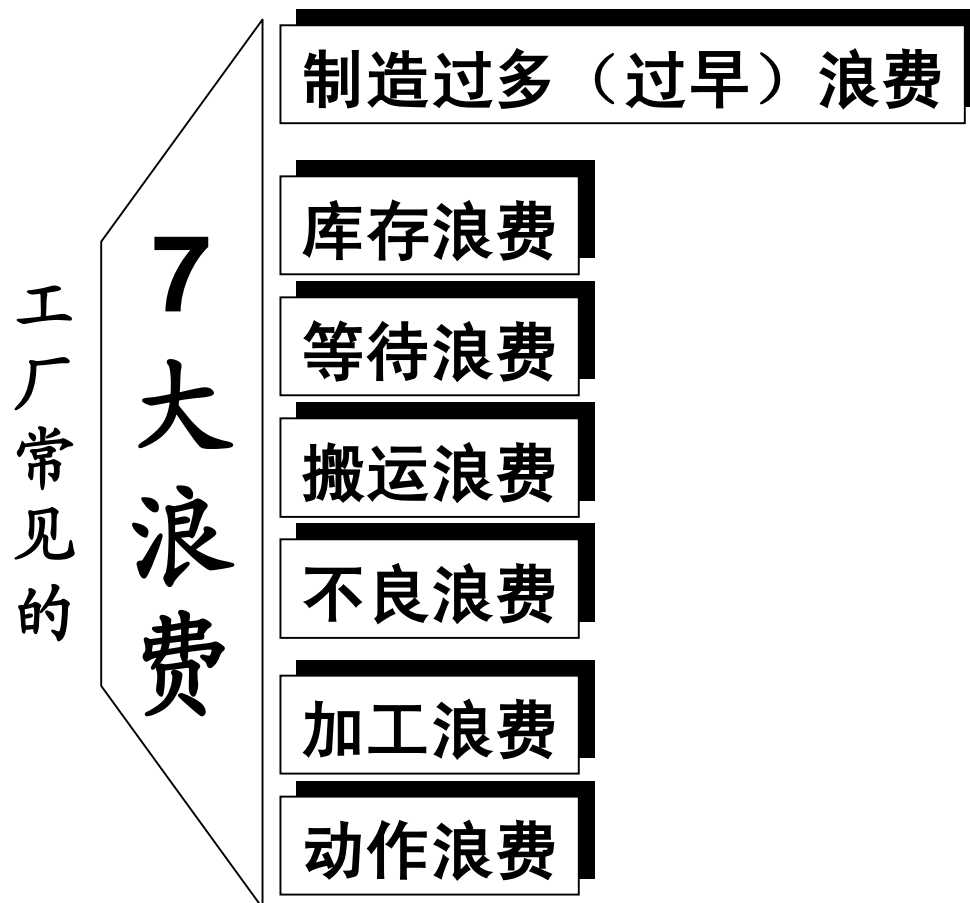 工厂常见的
7大浪费
制造过多（过早）浪费
库存浪费
等待浪费
搬运浪费
不良浪费
加工浪费
动作浪费